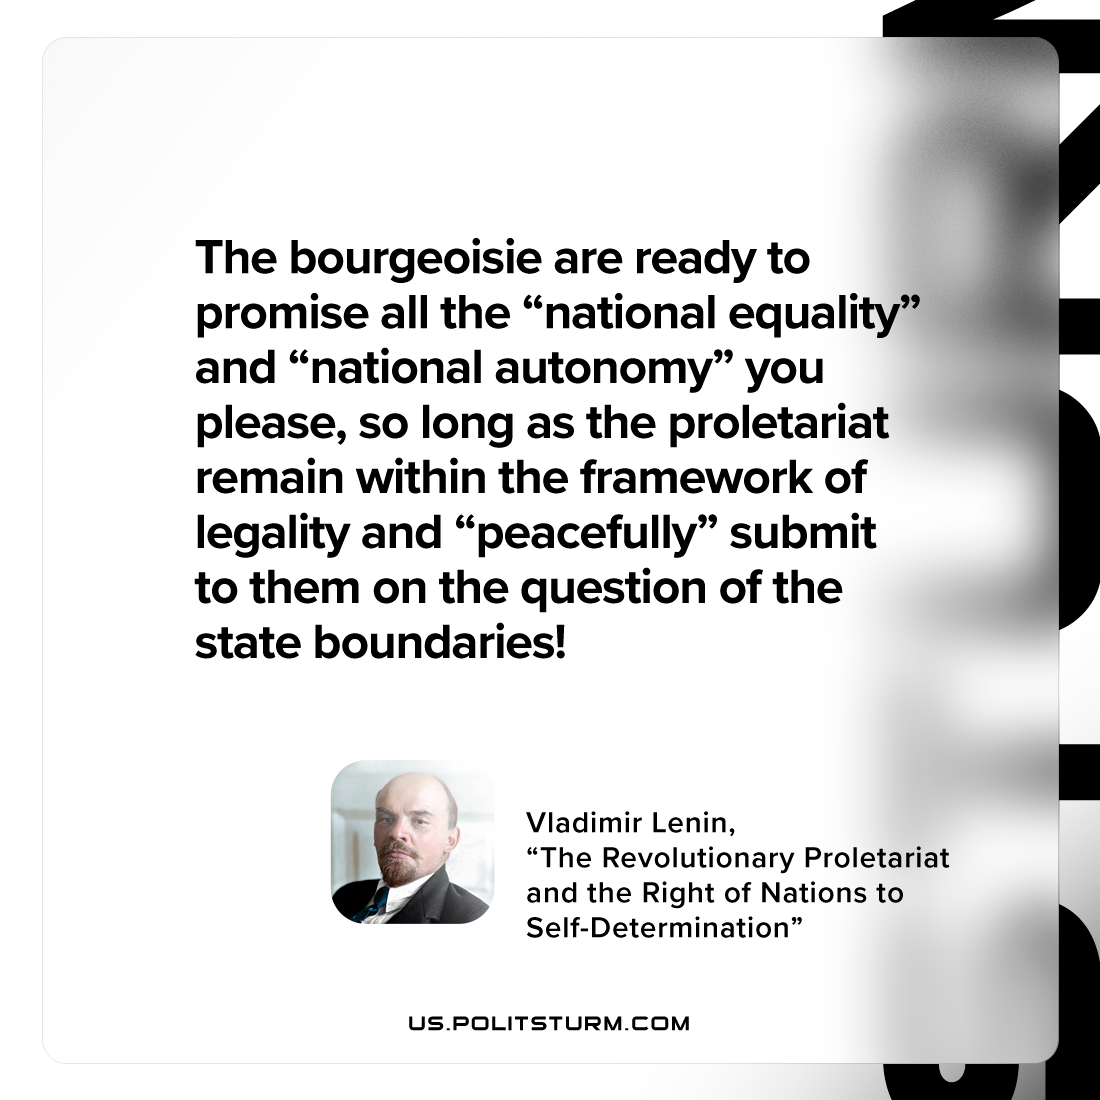 The bourgeoisie are ready to
promise all the “national equality”
and “national autonomy” you
please, so long as the proletariat
remain within the framework of
legality and “peacefully” submit
to them on the question of the
state boundaries!
Vladimir Lenin,
“The Revolutionary Proletariat
and the Right of Nations to
Self-Determination”
US.POLITSTURM.COM